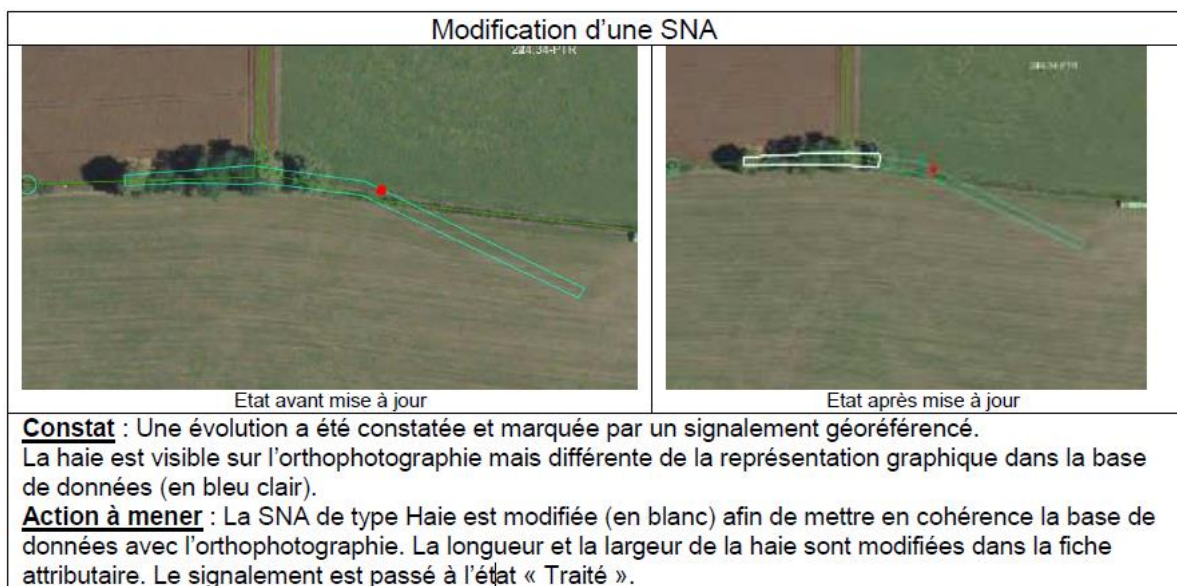 Modification d'une SNA
Etat avant mise à jour
Etat après mise à jour
Constat : Une évolution a été constatée et marquée par un signalement géoréférencé.
La haie est visible sur l'orthophotographie mais différente de la représentation graphique dans la base
de données (en bleu clair).
Action à mener : La SNA de type Haie est modifiée (en blanc) afin de mettre en cohérence la base de
données avec l'orthophotographie. La longueur et la largeur de la haie sont modifiées dans la fiche
attributaire. Le signalement est passé à l'état « Traité ».